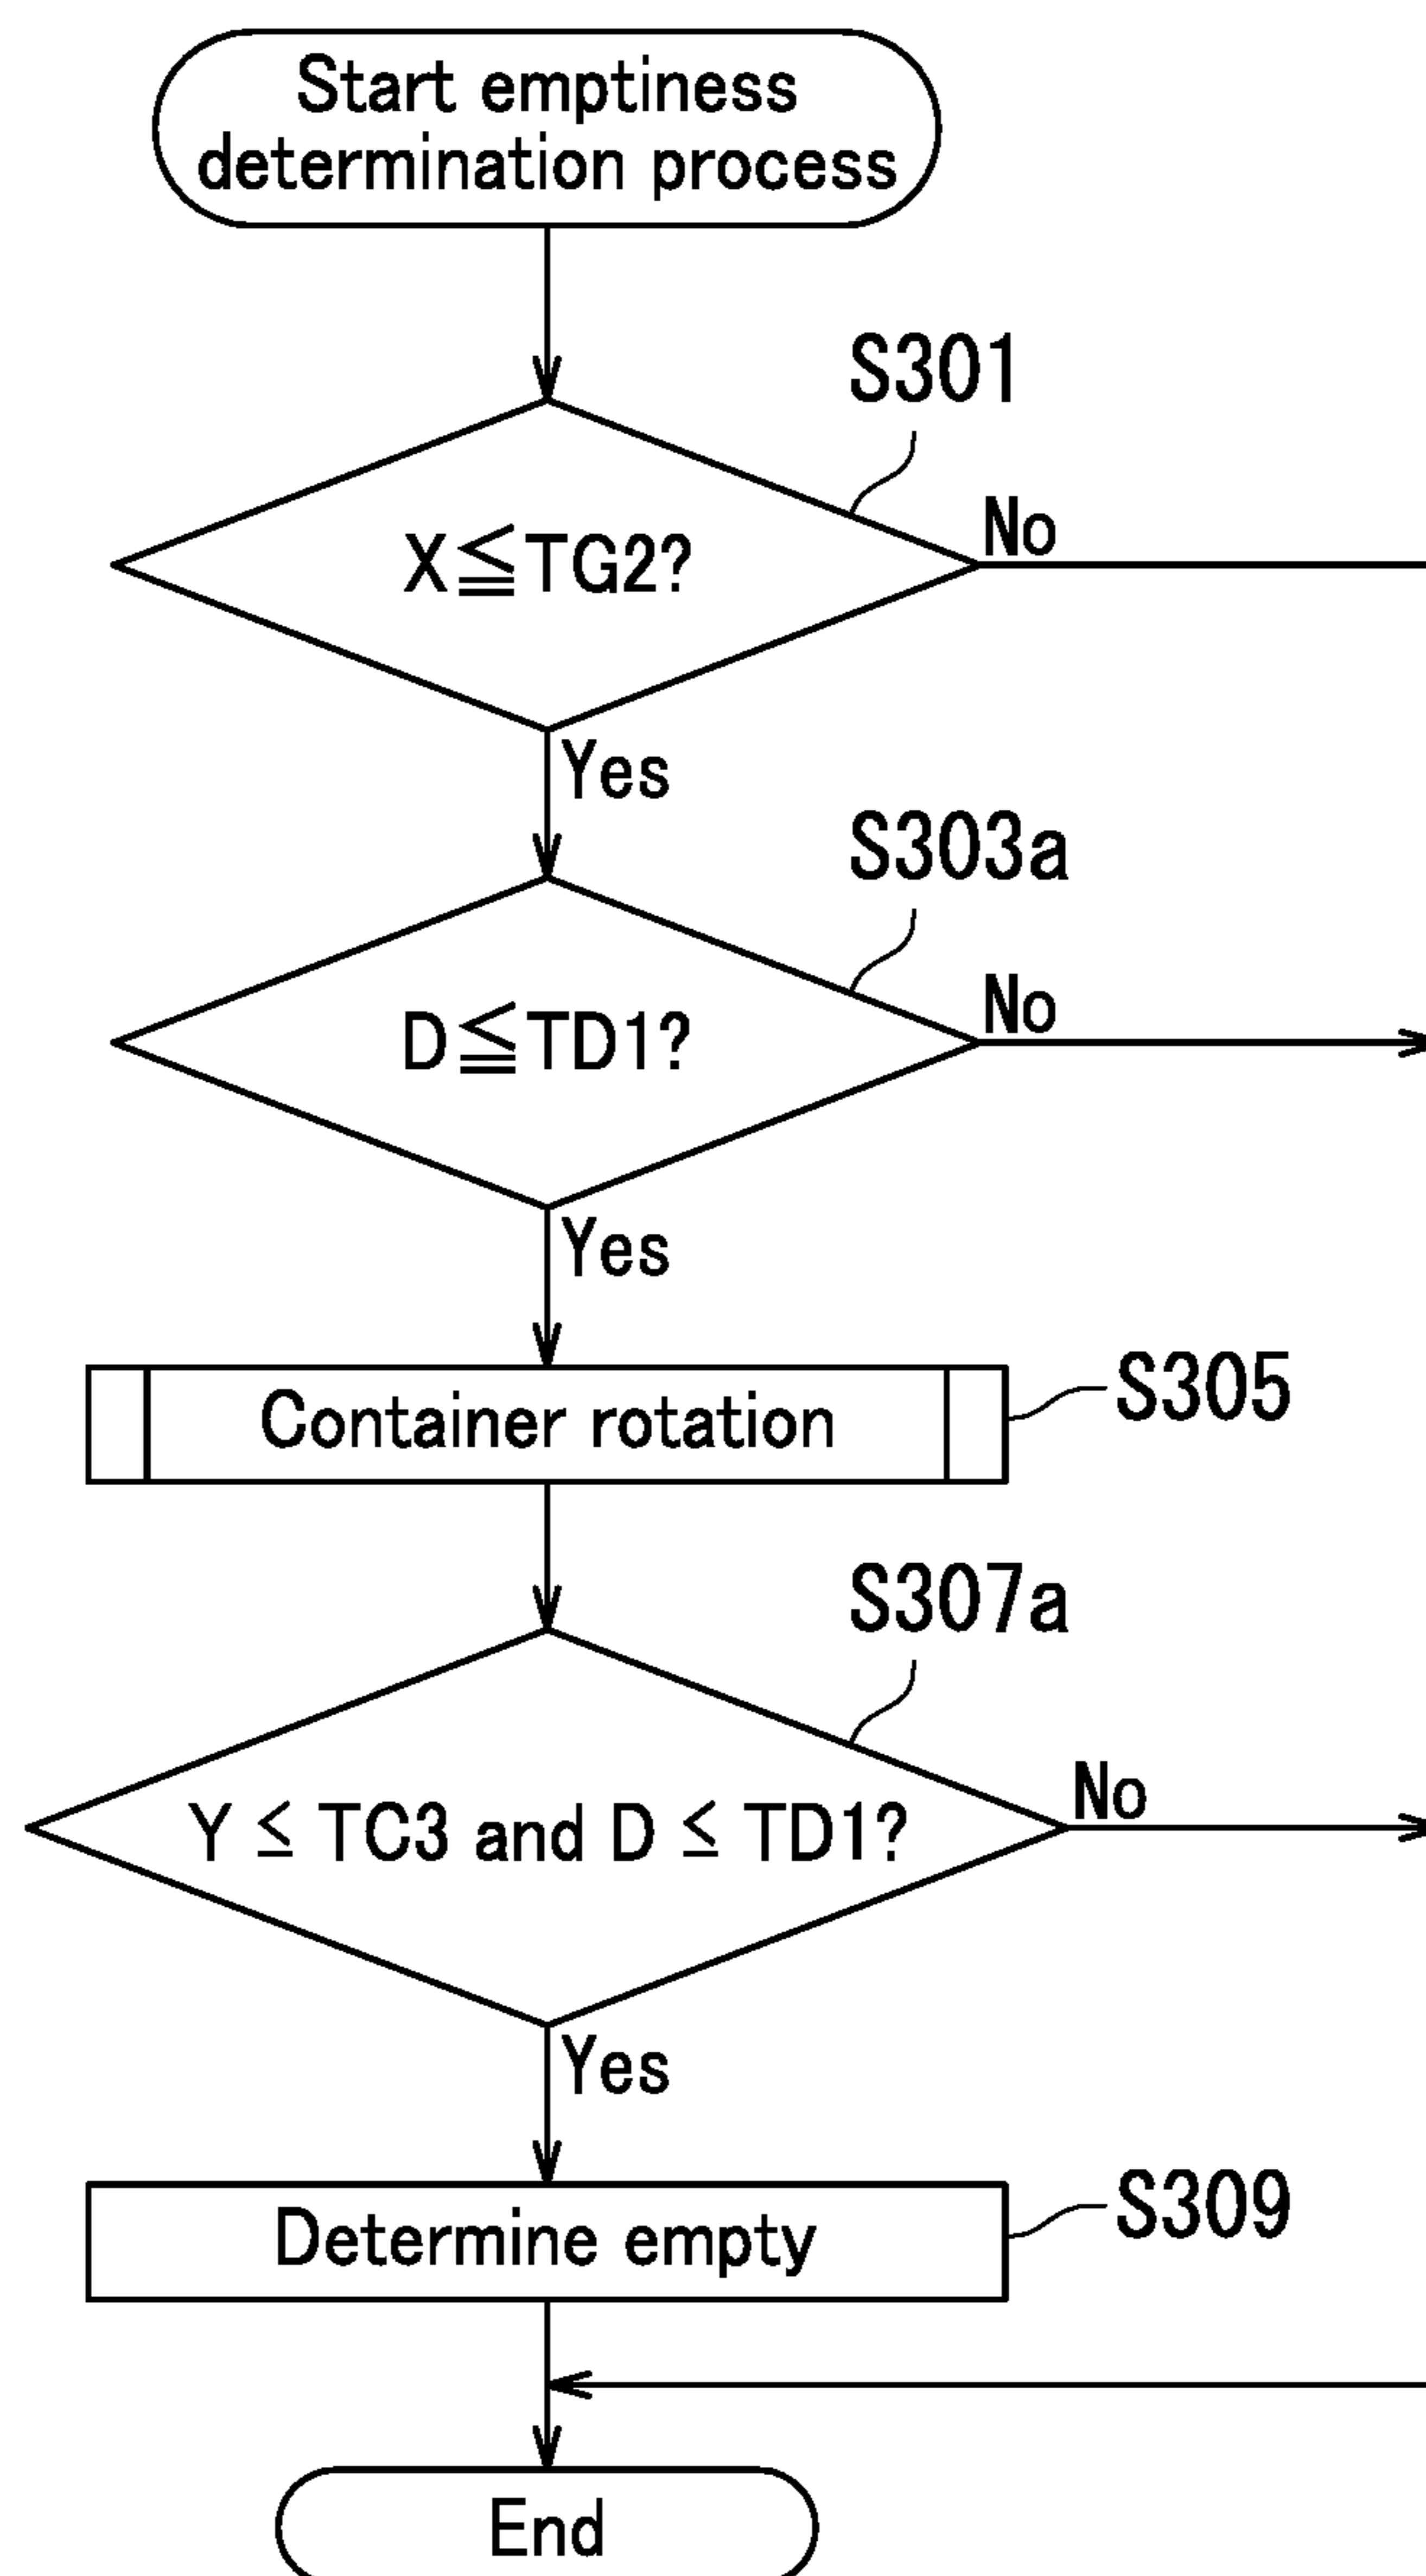 Start emptiness
determination process
S301
X≦TG2?
No
Yes
S303a
D≦TD1?
No
Yes
Container rotation
S305
S307a
Y ≤ TC3 and D ≤ TD1?
No
Yes
Determine empty
S309
End